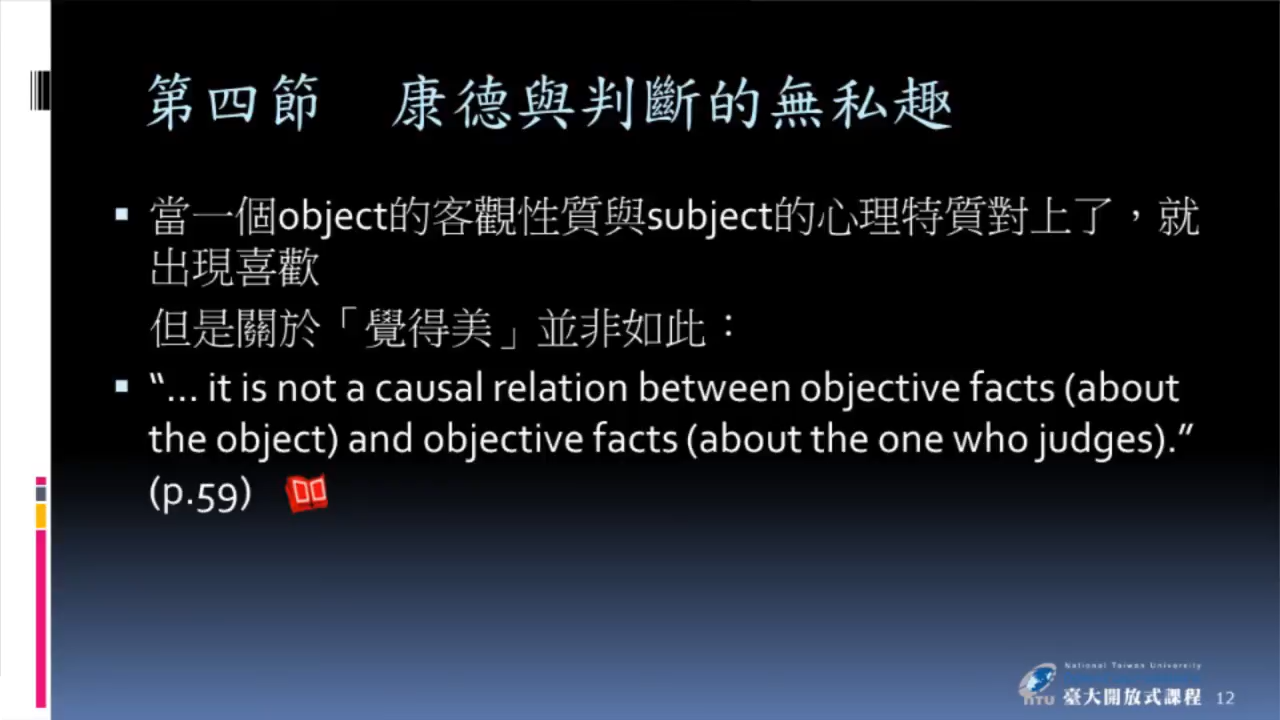 第四節　康德與判斷的無私趣
▪ 當一個object的客觀性質與subject的心理特質對上了，就
出現喜歡
但是關於「覺得美」並非如此：
▪ “... it is not a causal relation between objective facts (about
the object) and objective facts (about the one who judges).”
(p.59)
National Taiwan University
NTU 臺大開放式課程 12